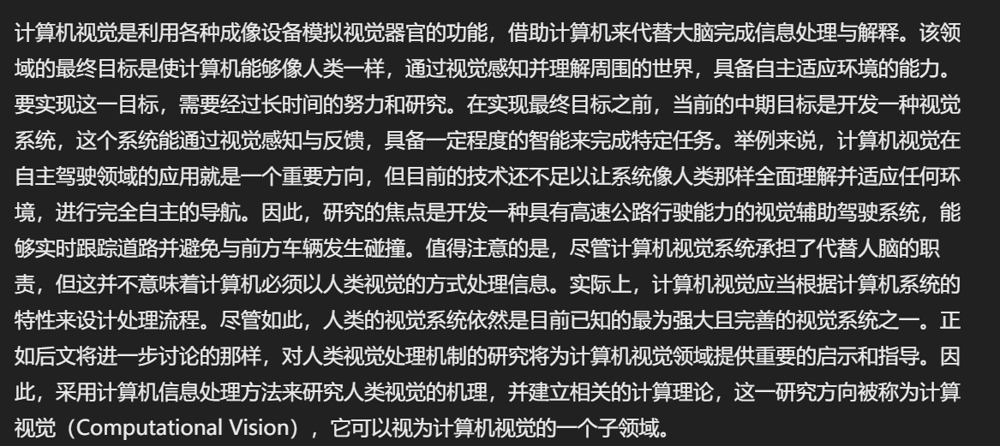 计算机视觉是利用各种成像设备模拟视觉器官的功能，借助计算机来代替大脑完成信息处理与解释。该领
域的最终目标是使计算机能够像人类一样，通过视觉感知并理解周围的世界，具备自主适应环境的能力。
要实现这一目标，需要经过长时间的努力和研究。在实现最终目标之前，当前的中期目标是开发一种视觉
系统，这个系统能通过视觉感知与反馈，具备一定程度的智能来完成特定任务。举例来说，计算机视觉在
自主驾驶领域的应用就是一个重要方向，但目前的技术还不足以让系统像人类那样全面理解并适应任何环
境，进行完全自主的导航。因此，研究的焦点是开发一种具有高速公路行驶能力的视觉辅助驾驶系统，能
够实时跟踪道路并避免与前方车辆发生碰撞。值得注意的是，尽管计算机视觉系统承担了代替人脑的职
责，但这并不意味着计算机必须以人类视觉的方式处理信息。实际上，计算机视觉应当根据计算机系统的
特性来设计处理流程。尽管如此，人类的视觉系统依然是目前已知的最为强大且完善的视觉系统之一。正
如后文将进一步讨论的那样，对人类视觉处理机制的研究将为计算机视觉领域提供重要的启示和指导。因
此，采用计算机信息处理方法来研究人类视觉的机理，并建立相关的计算理论，这一研究方向被称为计算
视觉（Computational Vision），它可以视为计算机视觉的一个子领域。